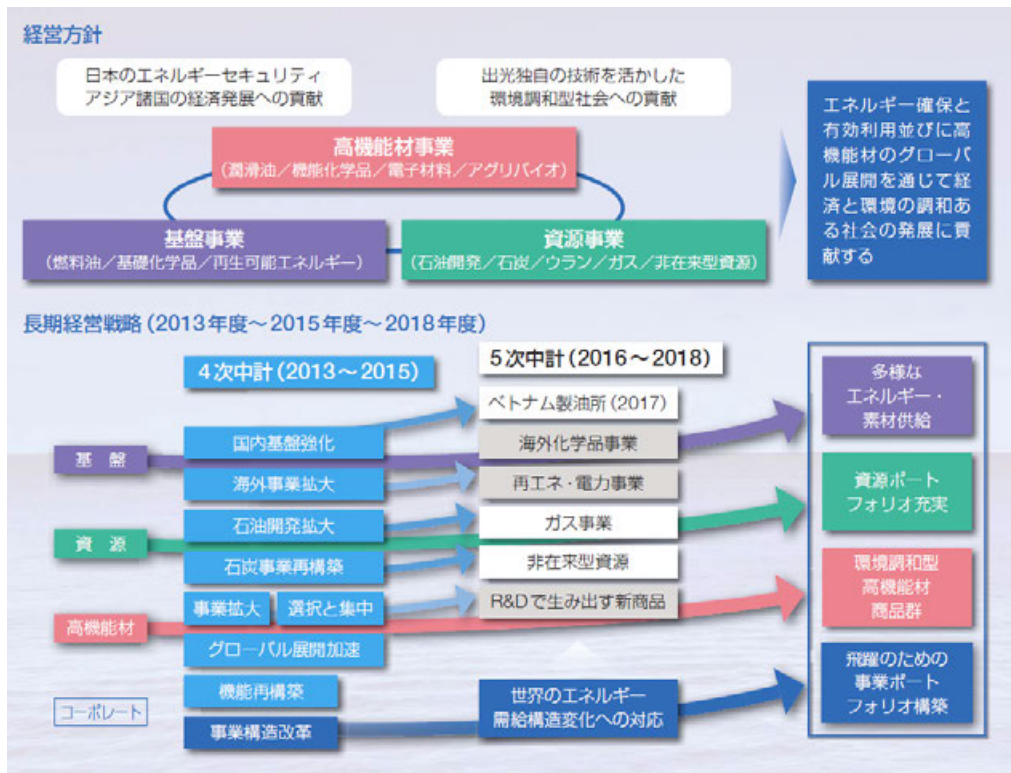 経営方針
日本のエネルギーセキュリティ
アジア諸国の経済発展への貢献
出光独自の技術を活かした
環境調和型社会への貢献
高機能材事業
(潤滑油／機能化学品／電子材料／アグリバイオ)
基盤事業
(燃料油／基礎化学品／再生可能エネルギー)
資源事業
(石油開発／石炭／ウラン／ガス／非在来型資源)
エネルギー確保と
有効利用並びに高
機能材のグローバ
ル展開を通じて経
済と環境の調和あ
る社会の発展に貢
献する
長期経営戦略(2013年度～2015年度～2018年度)
4次中計(2013～2015)
5次中計(2016～2018)
基盤
国内基盤強化
海外事業拡大
ベトナム製油所(2017)
海外化学品事業
再エネ・電力事業
多様な
エネルギー・
素材供給
資源
石油開発拡大
石炭事業再構築
ガス事業
非在来型資源
資源ポート
フォリオ充実
高機能材
事業拡大
選択と集中
グローバル展開加速
R&Dで生み出す新商品
環境調和型
高機能材
商品群
コーポレート
機能再構築
事業構造改革
世界のエネルギー
需給構造変化への対応
飛躍のための
事業ポート
フォリオ構築